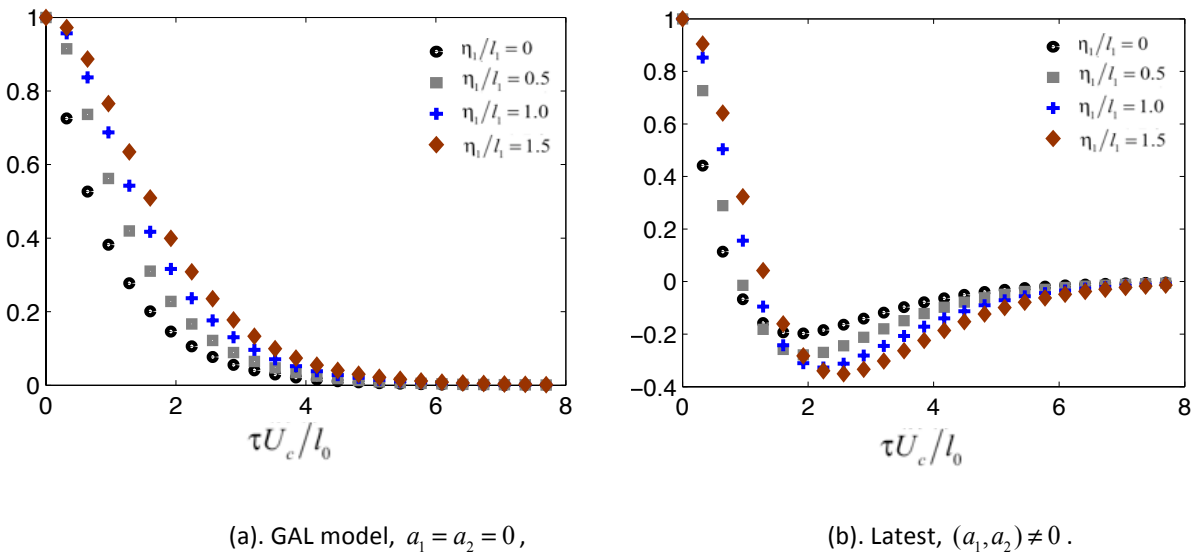 1
0.8
0.6
0.4
0.2
0
0 2 4 6 8
η₁/l₁ = 0
η₁/l₁ = 0.5
η₁/l₁ = 1.0
η₁/l₁ = 1.5
τU_c/l₀
(a). GAL model, a₁ = a₂ = 0 ,
1
0.8
0.6
0.4
0.2
0
−0.2
−0.4
0 2 4 6 8
η₁/l₁ = 0
η₁/l₁ = 0.5
η₁/l₁ = 1.0
η₁/l₁ = 1.5
τU_c/l₀
(b). Latest, (a₁, a₂) ≠ 0 .